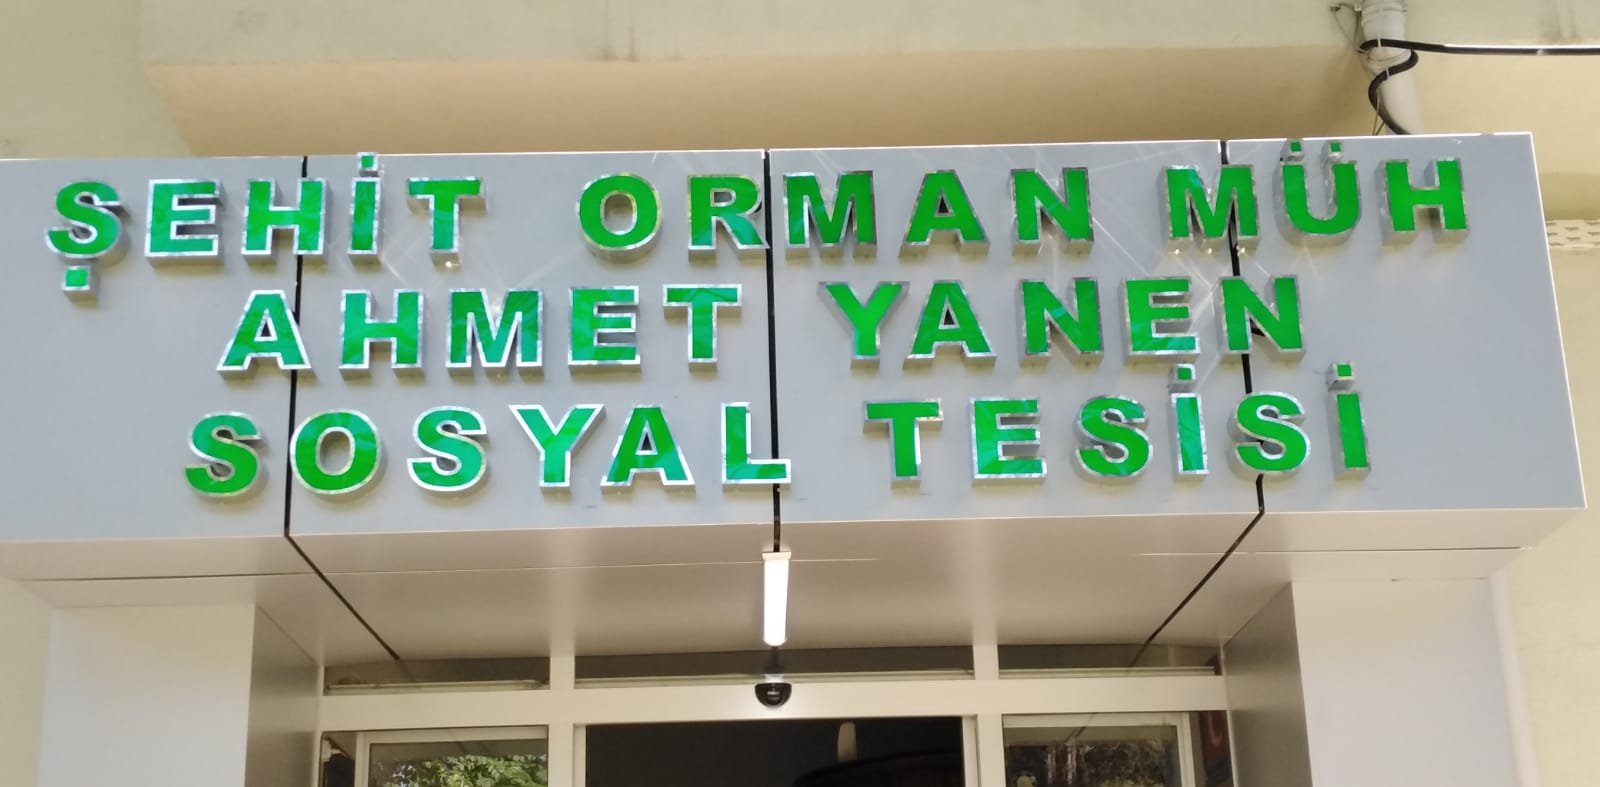 ŞEHİT ORMAN MÜH
AHMET YANEN
SOSYAL TESİSİ